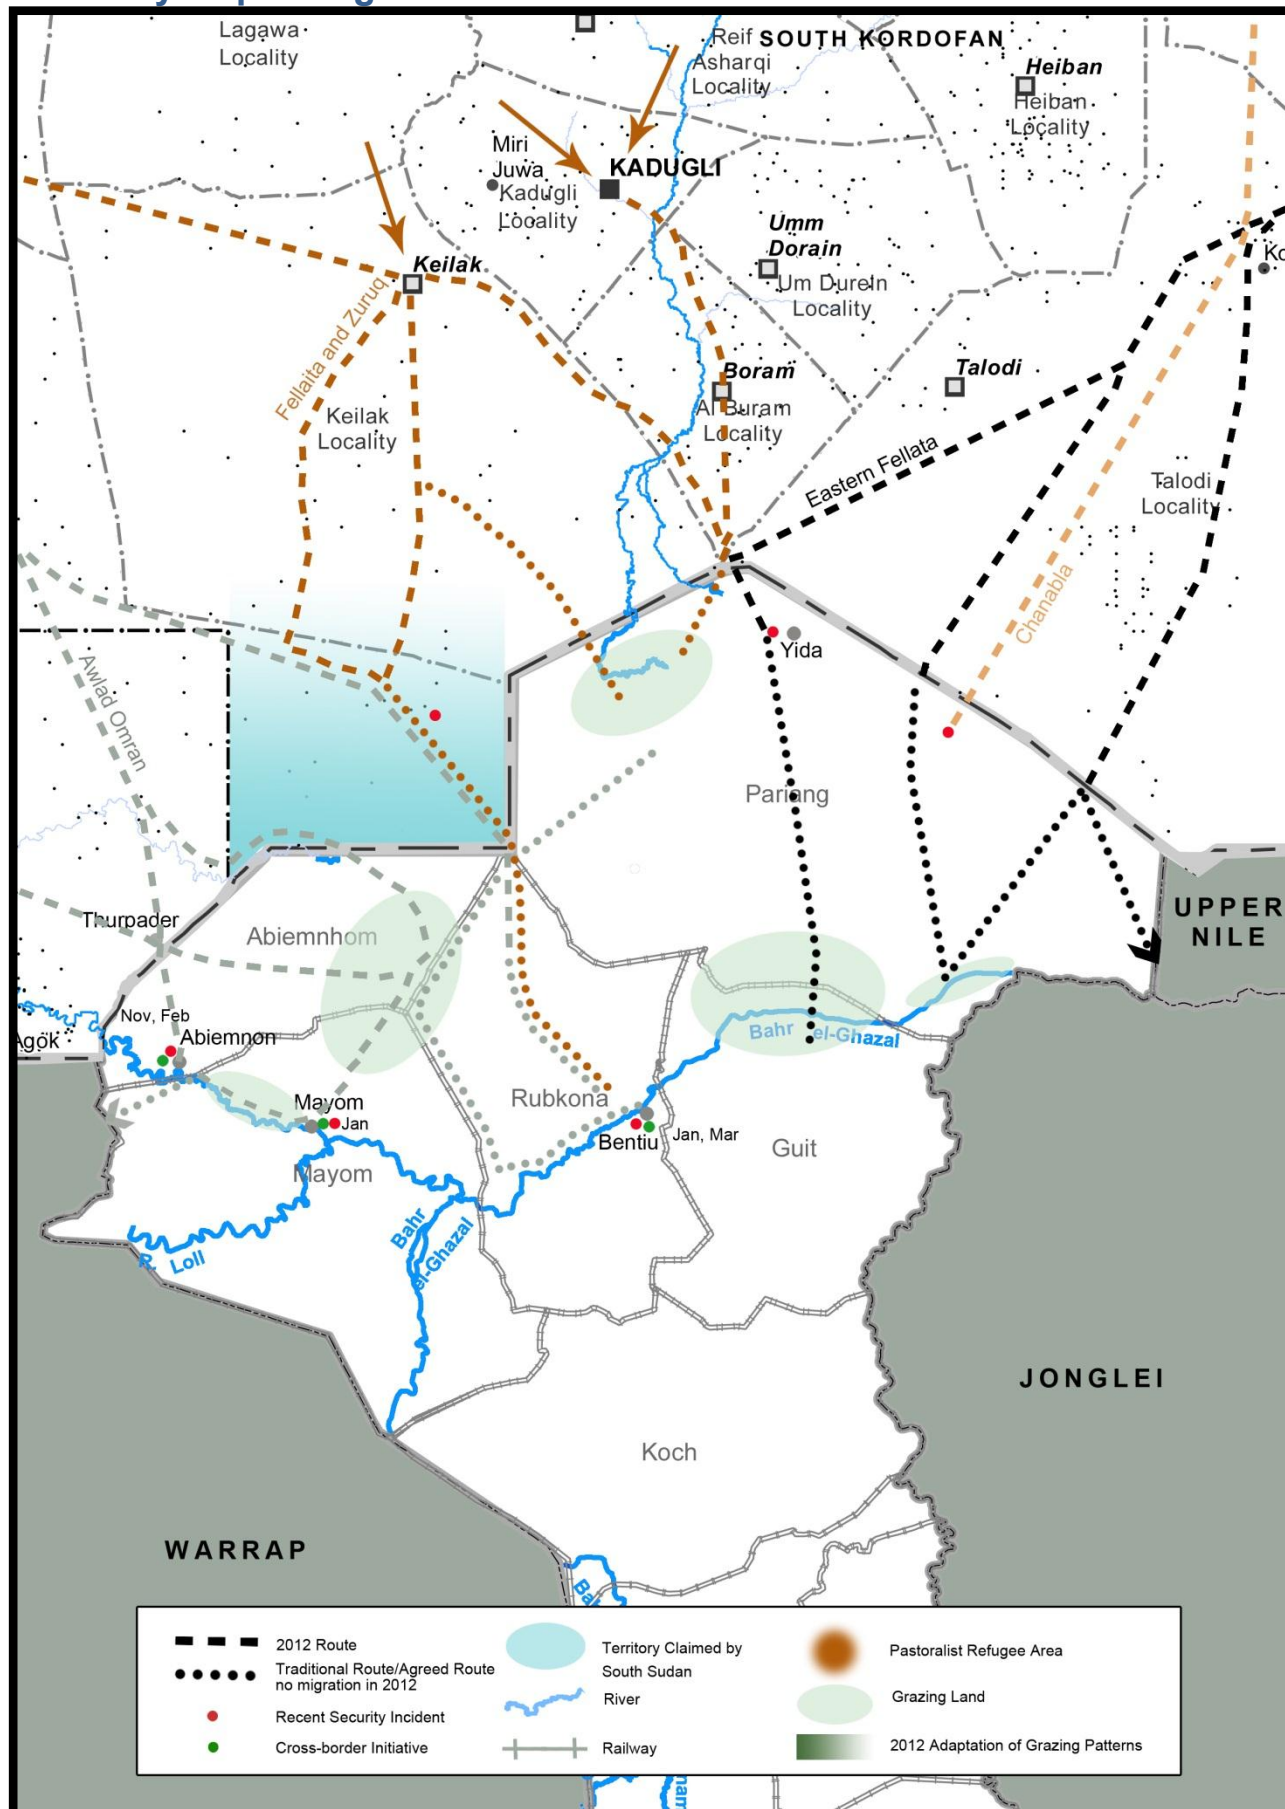 Lagawa
Locality
Reif
Asharqi
Locality
SOUTH KORDOFAN
Heiban
Heiban
Locality
Miri
Juwa
KADUGLI
Kadugli
Locality
Umm
Dorain
Um Durein
Locality
Keilak
Fellaita and Zuruq
Keilak
Locality
Boram
Al Buram
Locality
Talodi
Eastern Fellata
Talodi
Locality
Chanabla
Awlad Omran
Yida
Pariang
Thurpader
Abiemnhom
UPPER
NILE
Nov, Feb
Abiemnon
Agok
Bahr el-Ghazal
Mayom
Jan
Rubkona
Bentiu
Jan, Mar
Guit
Mayom
Bahr
el-Ghazal
R. Loll
JONGLEI
Koch
WARRAP
2012 Route
Traditional Route/Agreed Route
no migration in 2012
Recent Security Incident
Cross-border Initiative
Territory Claimed by
South Sudan
River
Railway
Pastoralist Refugee Area
Grazing Land
2012 Adaptation of Grazing Patterns